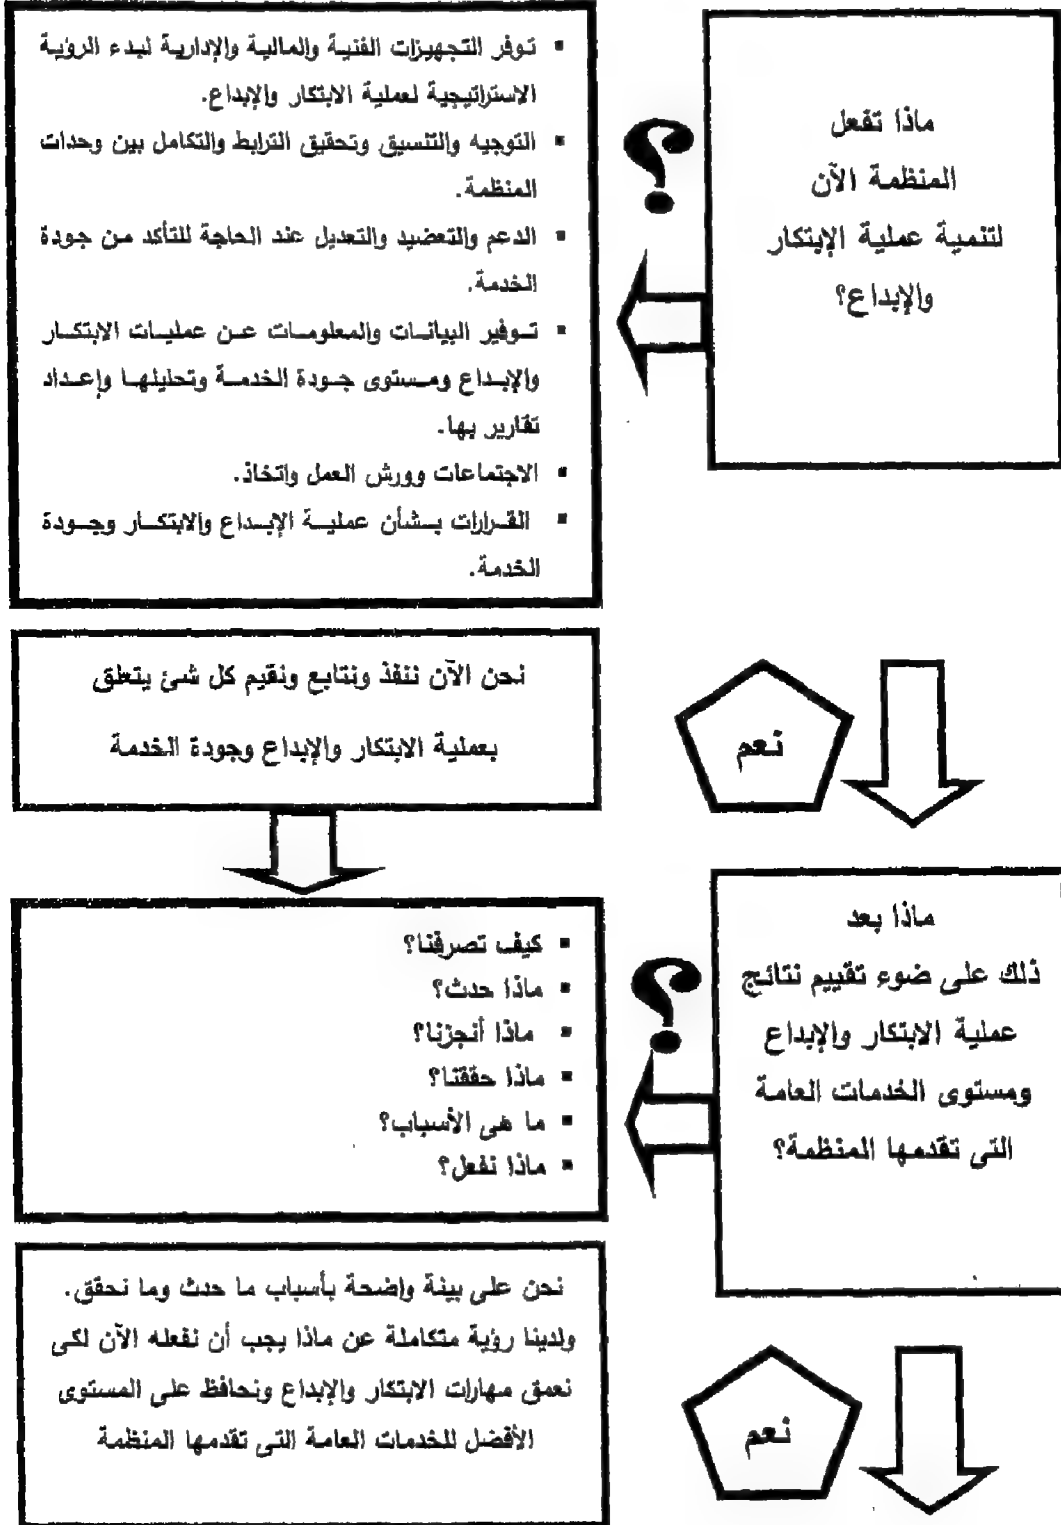 ماذا تفعل
المنظمة الآن
لتنمية عملية الإبتكار
والإبداع؟
?
▪ توفر التجهيزات الفنية والمالية والإدارية لبدء الرؤية
الاستراتيجية لعملية الابتكار والإبداع.
▪ التوجيه والتنسيق وتحقيق الترابط والتكامل بين وحدات
المنظمة.
▪ الدعم والتعضيد والتعديل عند الحاجة للتأكد من جودة
الخدمة.
▪ توفير البيانات والمعلومات عن عمليات الابتكار
والإبداع ومستوى جودة الخدمة وتحليلها وإعداد
تقارير بها.
▪ الاجتماعات وورش العمل واتخاذ.
▪ القرارات بشأن عملية الإبداع والابتكار وجودة
الخدمة.
نعم
نحن الآن ننفذ ونتابع ونقيم كل شئ يتعلق
بعملية الابتكار والإبداع وجودة الخدمة
ماذا بعد
ذلك على ضوء تقييم نتائج
عملية الابتكار والإبداع
ومستوى الخدمات العامة
التى تقدمها المنظمة؟
?
▪ كيف تصرفنا؟
▪ ماذا حدث؟
▪ ماذا أنجزنا؟
▪ ماذا حققنا؟
▪ ما هى الأسباب؟
▪ ماذا نفعل؟
نعم
نحن على بينة واضحة بأسباب ما حدث وما نحقق.
ولدينا رؤية متكاملة عن ماذا يجب أن نفعله الآن لكى
نعمق مهارات الابتكار والإبداع ونحافظ على المستوى
الأفضل للخدمات العامة التى تقدمها المنظمة